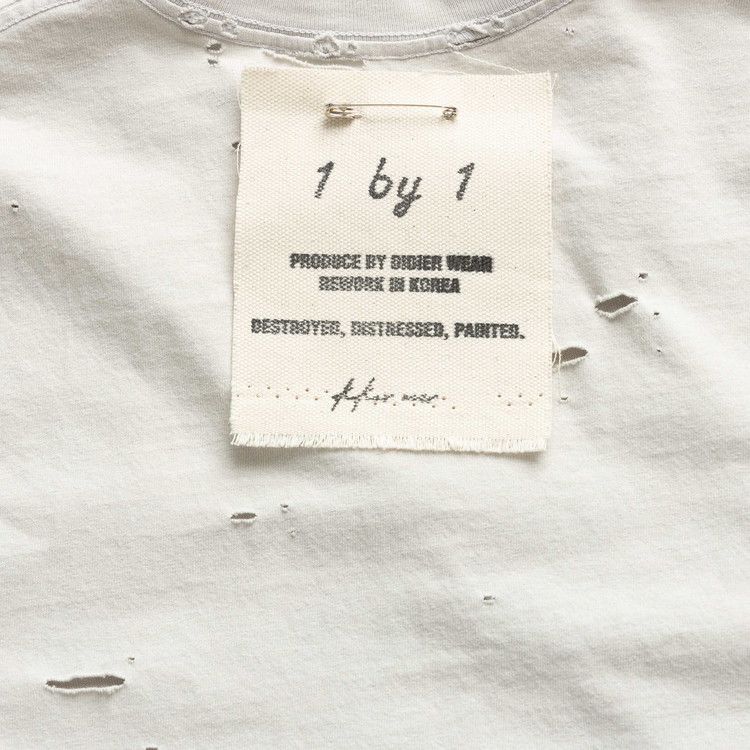 1 by 1
PRODUCE BY DIDIER WEAR
REWORK IN KOREA
DESTROYED, DISTRESSED, PAINTED.